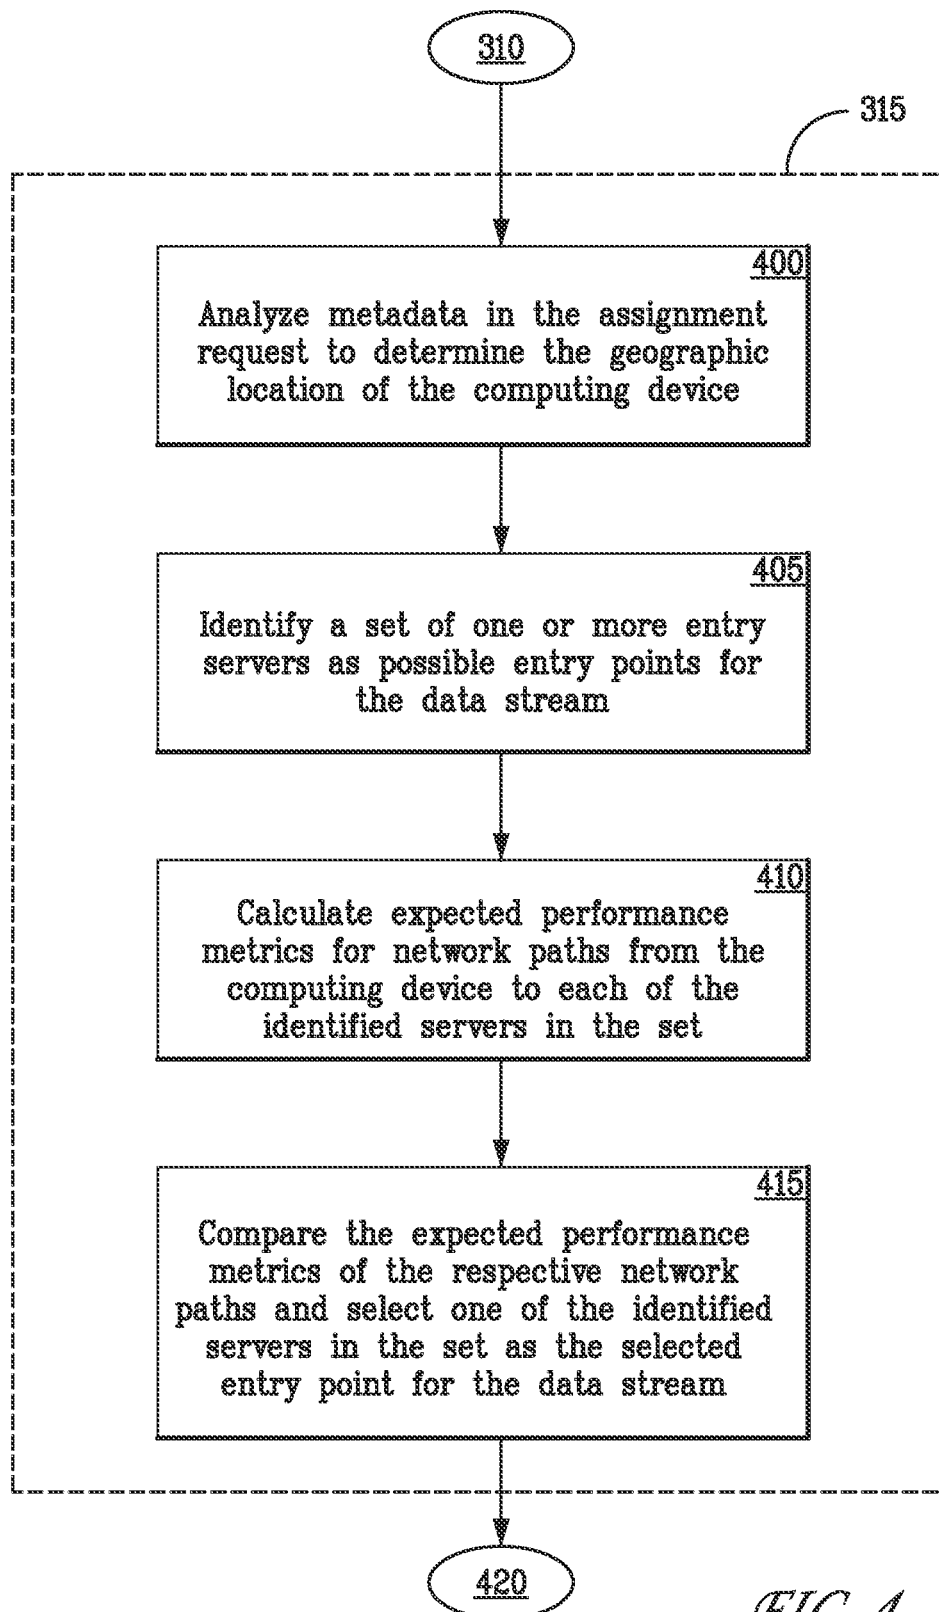 310
315
400
Analyze metadata in the assignment
request to determine the geographic
location of the computing device
405
Identify a set of one or more entry
servers as possible entry points for
the data stream
410
Calculate expected performance
metrics for network paths from the
computing device to each of the
identified servers in the set
415
Compare the expected performance
metrics of the respective network
paths and select one of the identified
servers in the set as the selected
entry point for the data stream
420
FIG. 4